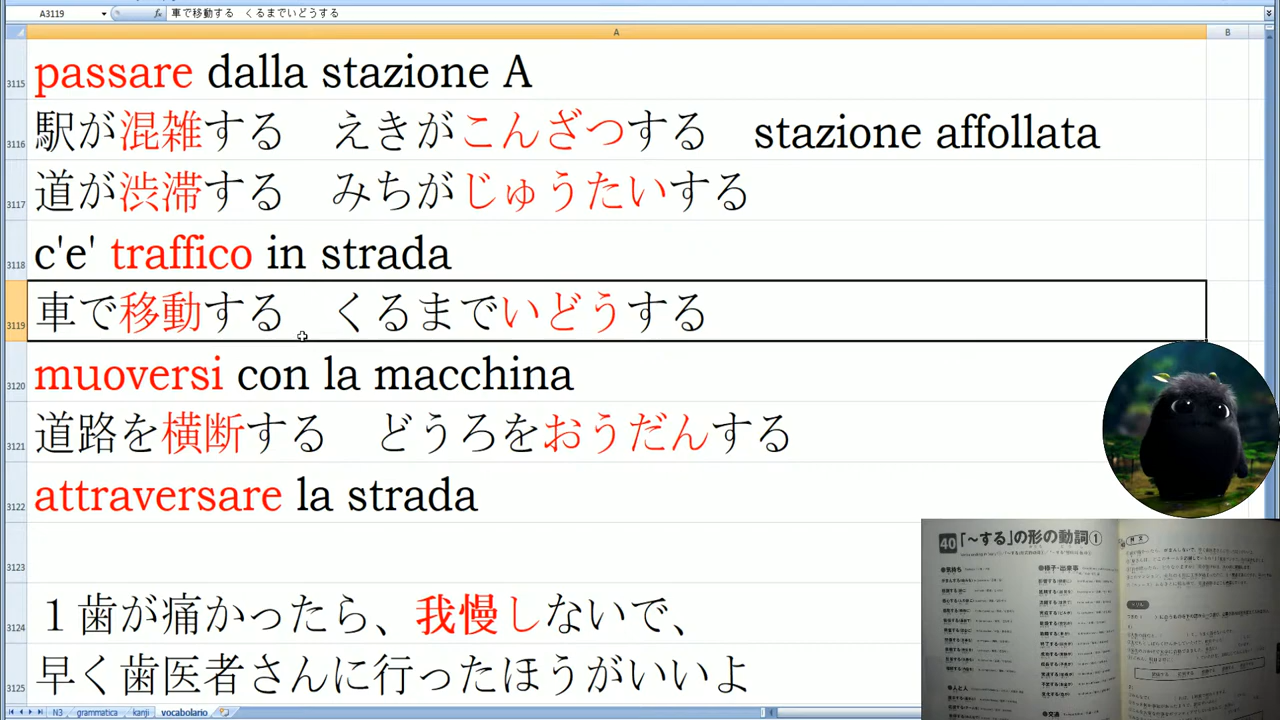 A3119
車で移動する　くるまでいどうする
A
B
3115
passare dalla stazione A
3116
駅が混雑する　えきがこんざつする　stazione affollata
3117
道が渋滞する　みちがじゅうたいする
3118
c'e' traffico in strada
3119
車で移動する　くるまでいどうする
3120
muoversi con la macchina
3121
道路を横断する　どうろをおうだんする
3122
attraversare la strada
3123
3124
１歯が痛かったら、我慢しないで、
3125
早く歯医者さんに行ったほうがいいよ
N3
grammatica
kanji
vocabolario
40 「～する」の形の動詞①